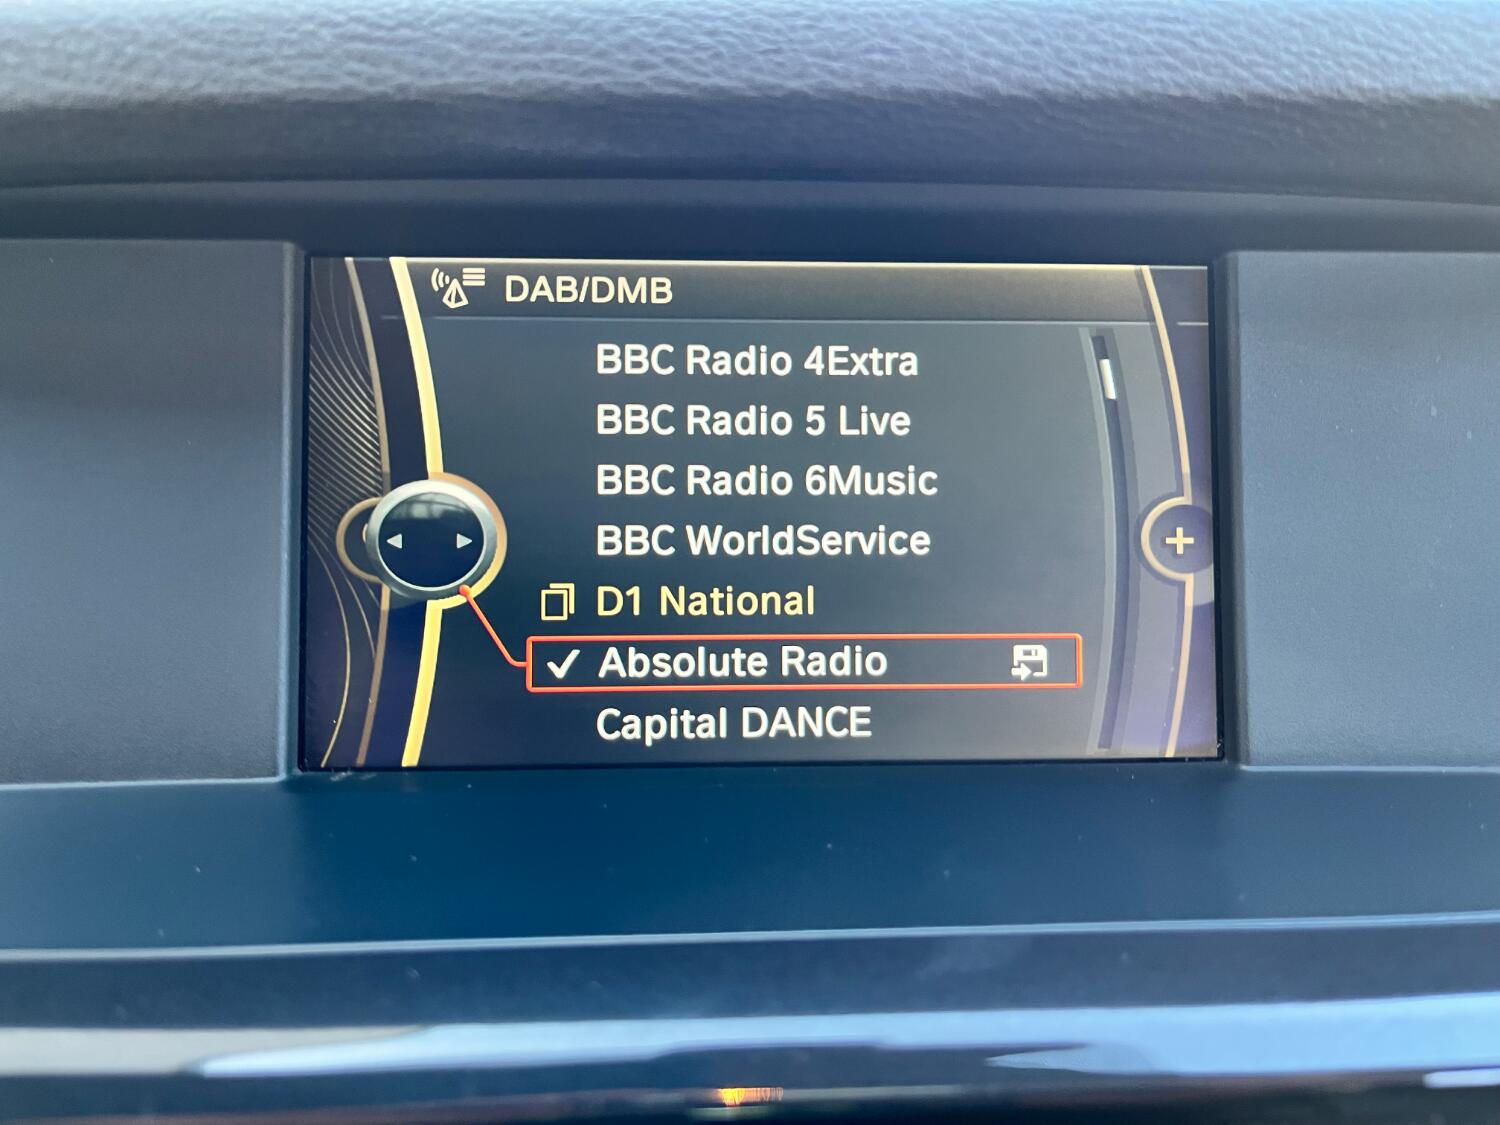 DAB/DMB
BBC Radio 4Extra
BBC Radio 5 Live
BBC Radio 6Music
BBC WorldService
D1 National
Absolute Radio
Capital DANCE